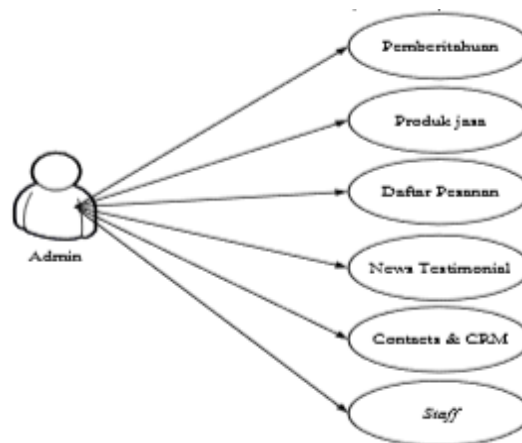 Pemberitahuan
Produk jasa
Daftar Pesanan
Admin
News Testimonial
Contacts & CRM
Staff